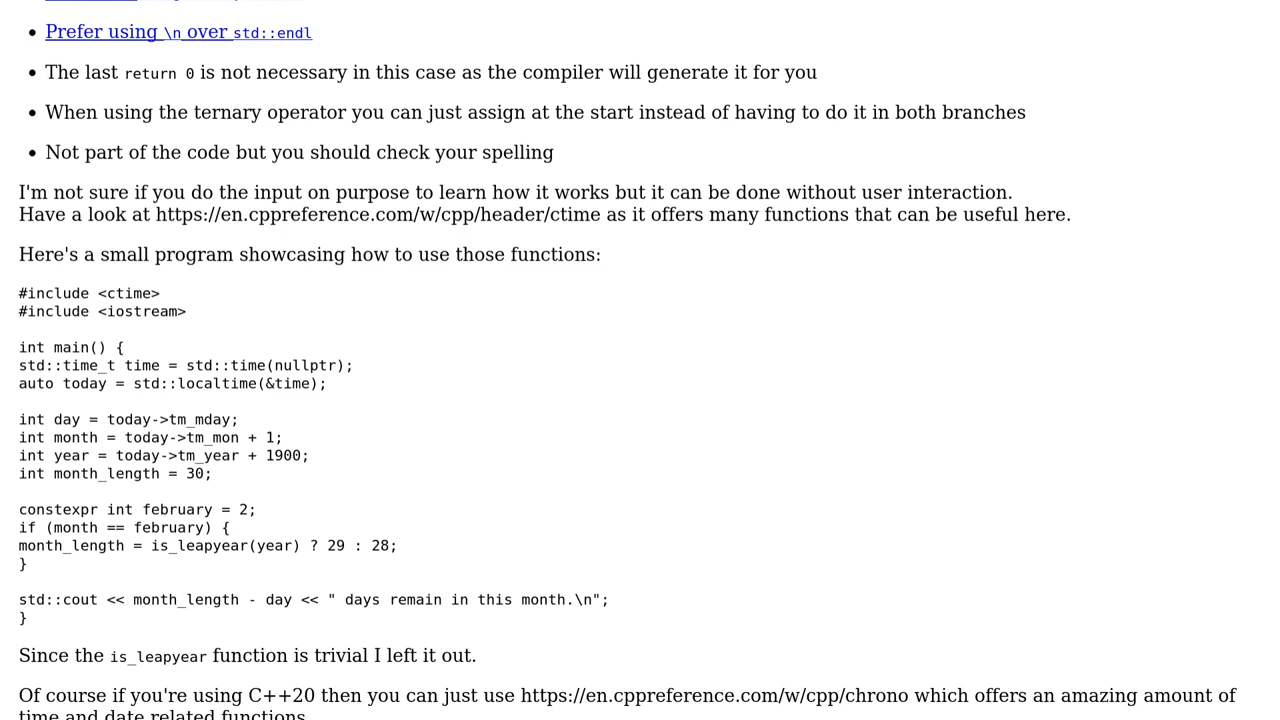 Prefer using \n over std::endl
The last return 0 is not necessary in this case as the compiler will generate it for you
When using the ternary operator you can just assign at the start instead of having to do it in both branches
Not part of the code but you should check your spelling
I'm not sure if you do the input on purpose to learn how it works but it can be done without user interaction.
Have a look at https://en.cppreference.com/w/cpp/header/ctime as it offers many functions that can be useful here.
Here's a small program showcasing how to use those functions:
#include <ctime>
#include <iostream>
int main() {
std::time_t time = std::time(nullptr);
auto today = std::localtime(&time);
int day = today->tm_mday;
int month = today->tm_mon + 1;
int year = today->tm_year + 1900;
int month_length = 30;
constexpr int february = 2;
if (month == february) {
month_length = is_leapyear(year) ? 29 : 28;
}
std::cout << month_length - day << " days remain in this month.\n";
}
Since the is_leapyear function is trivial I left it out.
Of course if you're using C++20 then you can just use https://en.cppreference.com/w/cpp/chrono which offers an amazing amount of
time and date related functions.